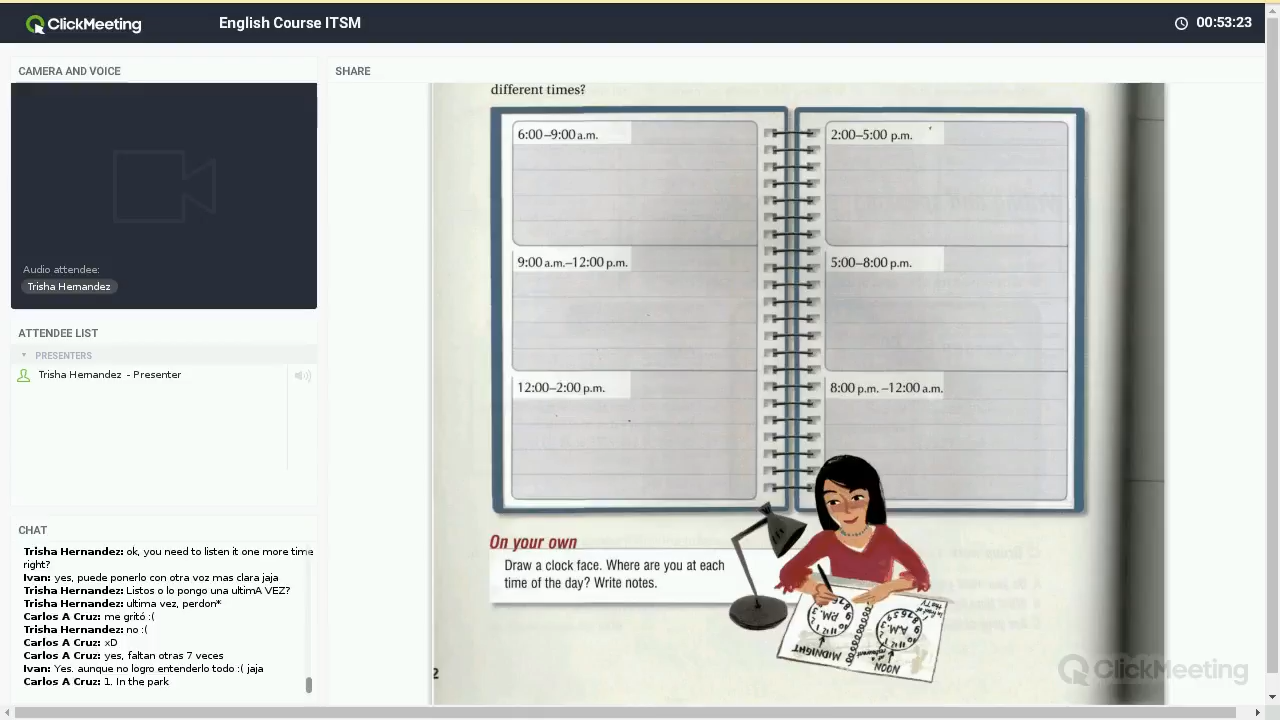 ClickMeeting
English Course ITSM
00:53:23
CAMERA AND VOICE
Audio attendee:
Trisha Hernandez
ATTENDEE LIST
PRESENTERS
Trisha Hernandez - Presenter
CHAT
Trisha Hernandez: ok, you need to listen it one more time
right?
Ivan: yes, puede ponerlo con otra voz mas clara jaja
Trisha Hernandez: Listos o lo pongo una ultimA VEZ?
Trisha Hernandez: ultima vez, perdon*
Carlos A Cruz: me gritó :(
Trisha Hernandez: no :(
Carlos A Cruz: xD
Carlos A Cruz: yes, faltan otras 7 veces
Ivan: Yes. aunque no logro entenderlo todo :( jaja
Carlos A Cruz: 1. In the park
SHARE
different times?
6:00–9:00 a.m.
9:00 a.m.–12:00 p.m.
12:00–2:00 p.m.
2:00–5:00 p.m.
5:00–8:00 p.m.
8:00 p.m.–12:00 a.m.
On your own
Draw a clock face. Where are you at each
time of the day? Write notes.
P.M.
A.M.
MIDNIGHT
NOON
2
ClickMeeting